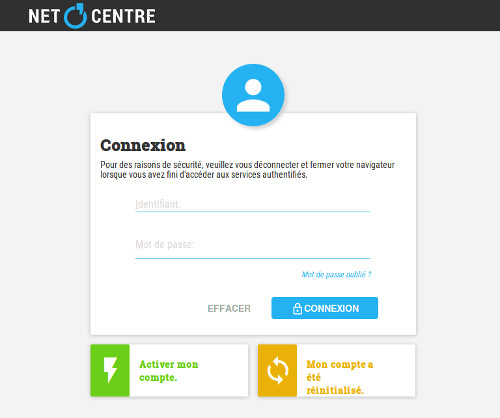 NET CENTRE
Connexion
Pour des raisons de sécurité, veuillez vous déconnecter et fermer votre navigateur
lorsque vous avez fini d'accéder aux services authentifiés.
Identifiant:
Mot de passe:
Mot de passe oublié ?
EFFACER CONNEXION
Activer mon
compte.
Mon compte a
été
réinitialisé.